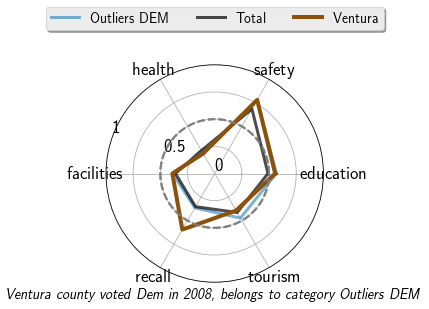 Outliers DEM Total Ventura
health safety
1
0.5
0
facilities education
recall tourism
Ventura county voted Dem in 2008, belongs to category Outliers DEM